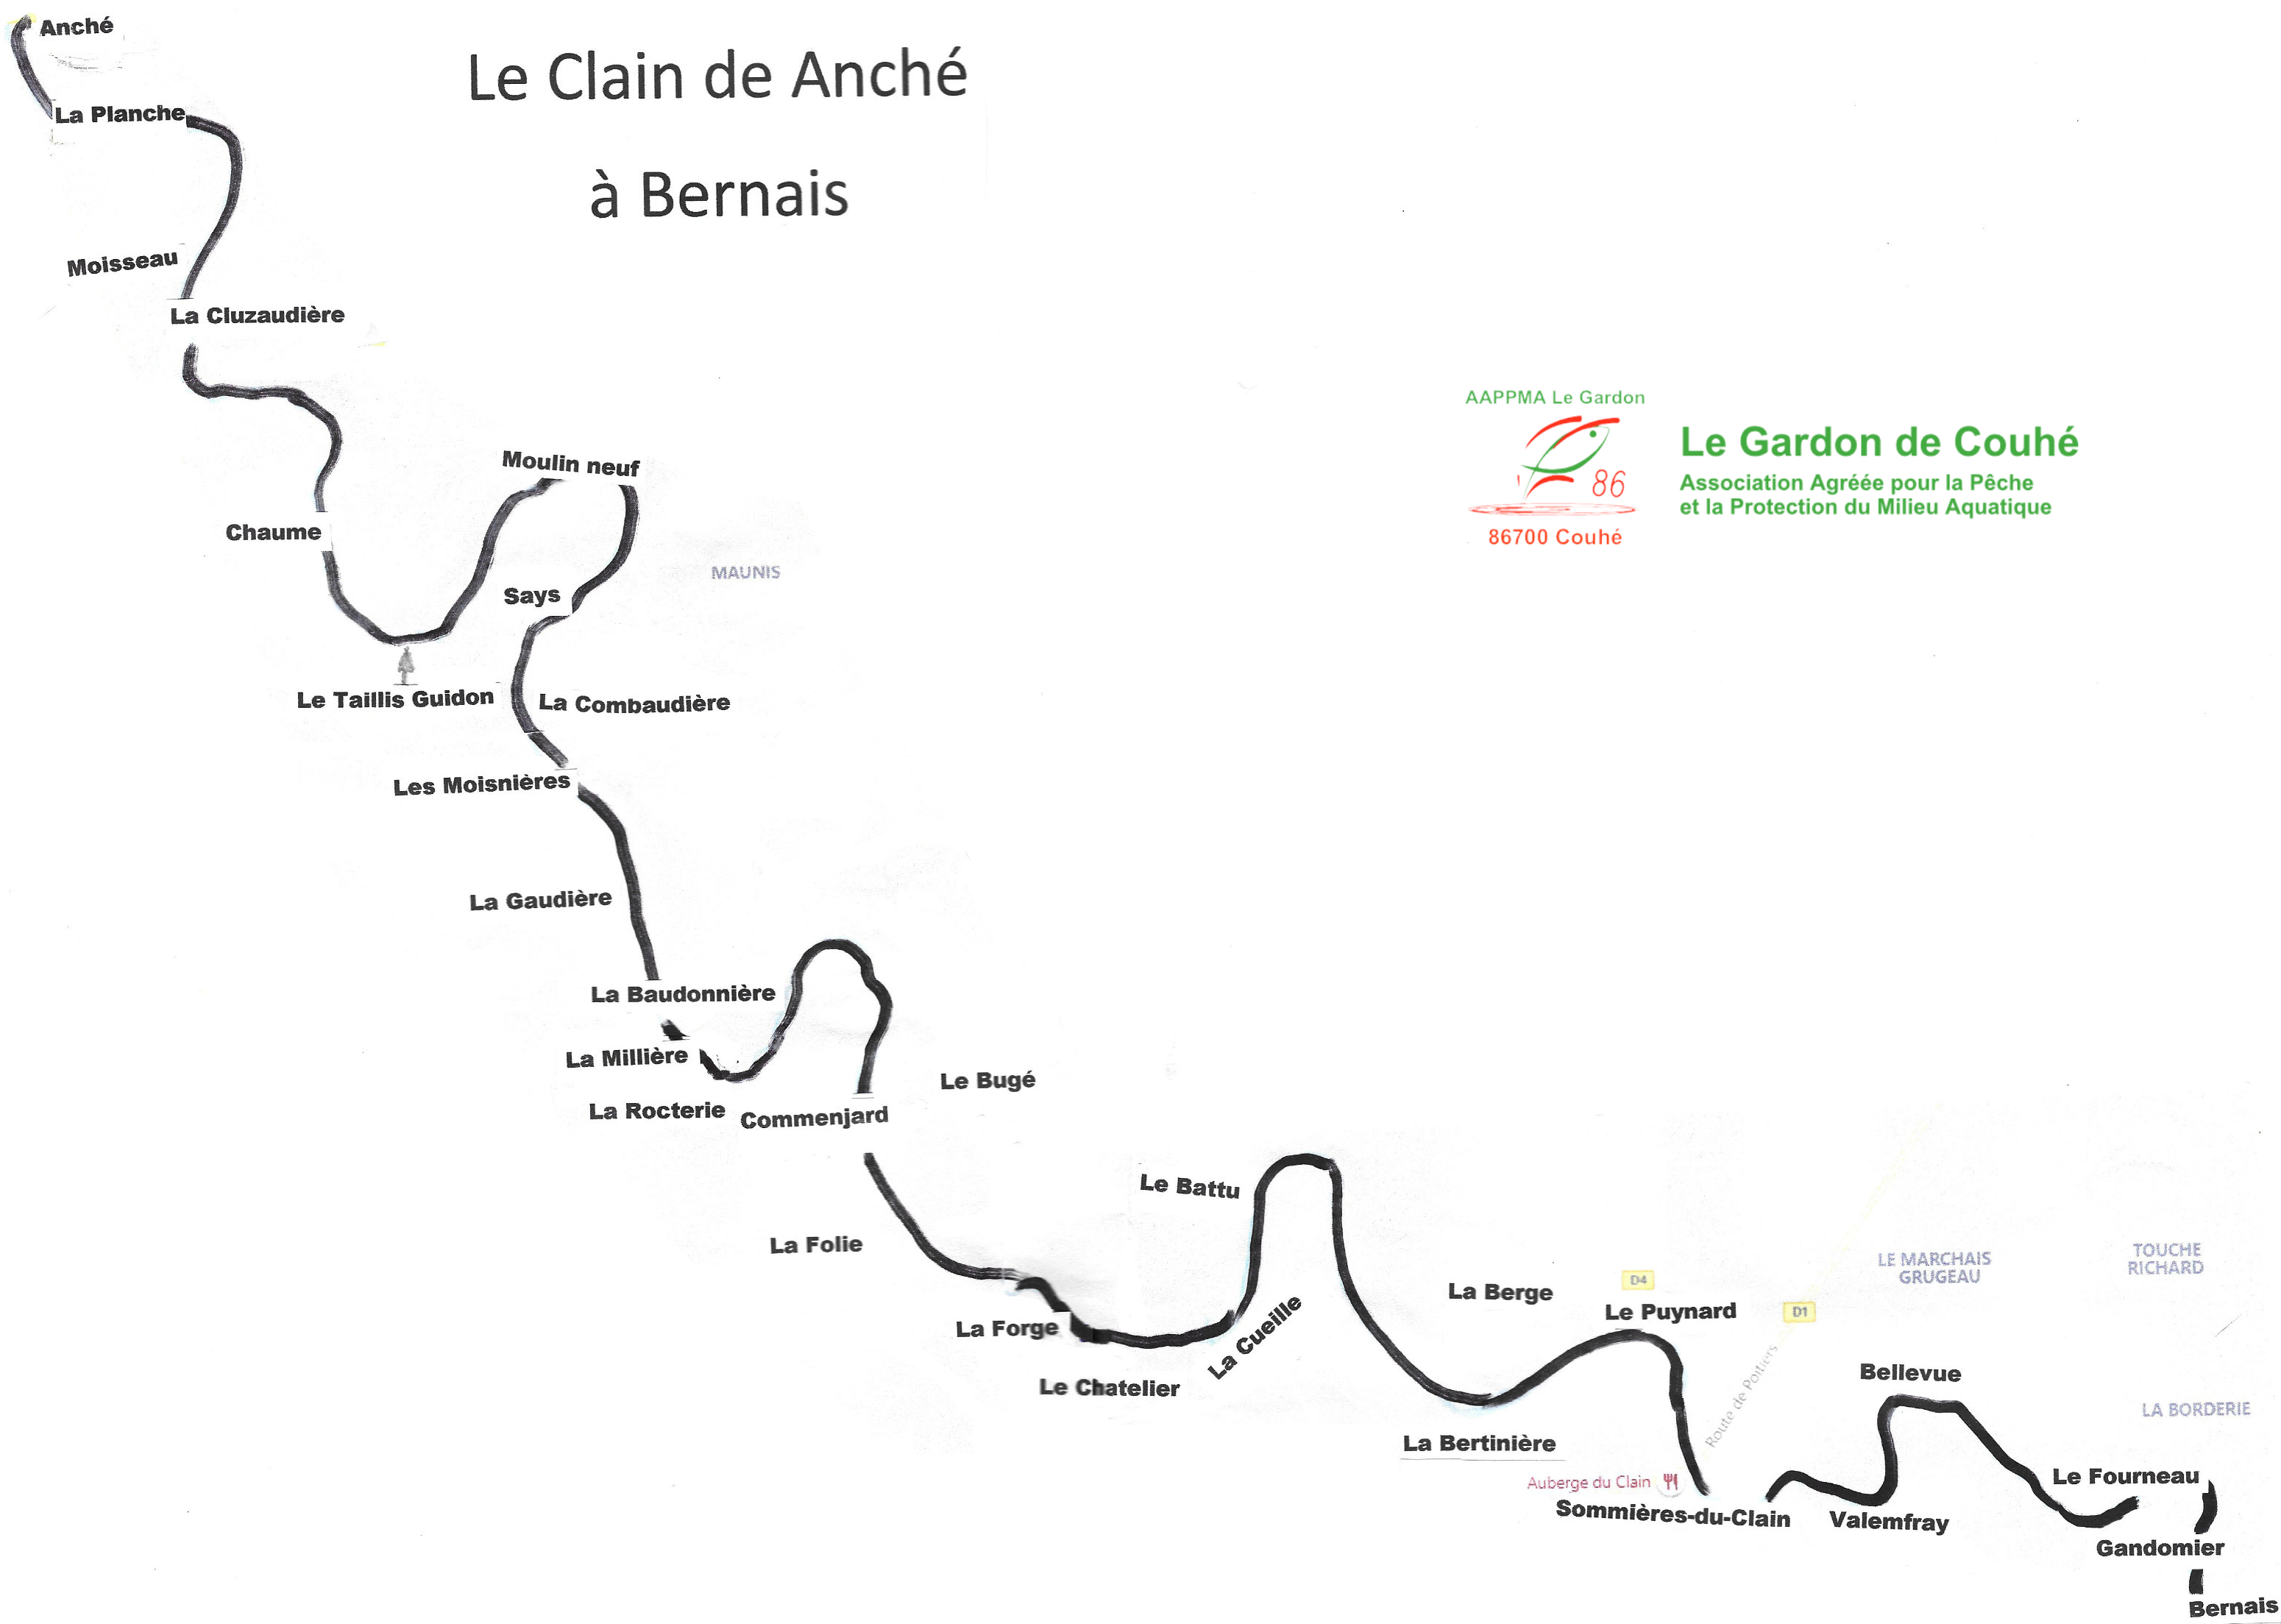 Anché
Le Clain de Anché
à Bernais
La Planche
Moisseau
La Cluzaudière
AAPPMA Le Gardon
86
86700 Couhé
Le Gardon de Couhé
Association Agréée pour la Pêche
et la Protection du Milieu Aquatique
Moulin neuf
Chaume
MAUNIS
Says
Le Taillis Guidon
La Combaudière
Les Moisnières
La Gaudière
La Baudonnière
La Millière
Le Bugé
La Rocterie
Commenjard
Le Battu
La Folie
LE MARCHAIS
GRUGEAU
TOUCHE
RICHARD
La Berge
D4
Le Puynard
D1
La Forge
La Cueille
Le Chatelier
Route de Poitiers
Bellevue
LA BORDERIE
La Bertinière
Auberge du Clain
Le Fourneau
Sommières-du-Clain
Valemfray
Gandomier
Bernais